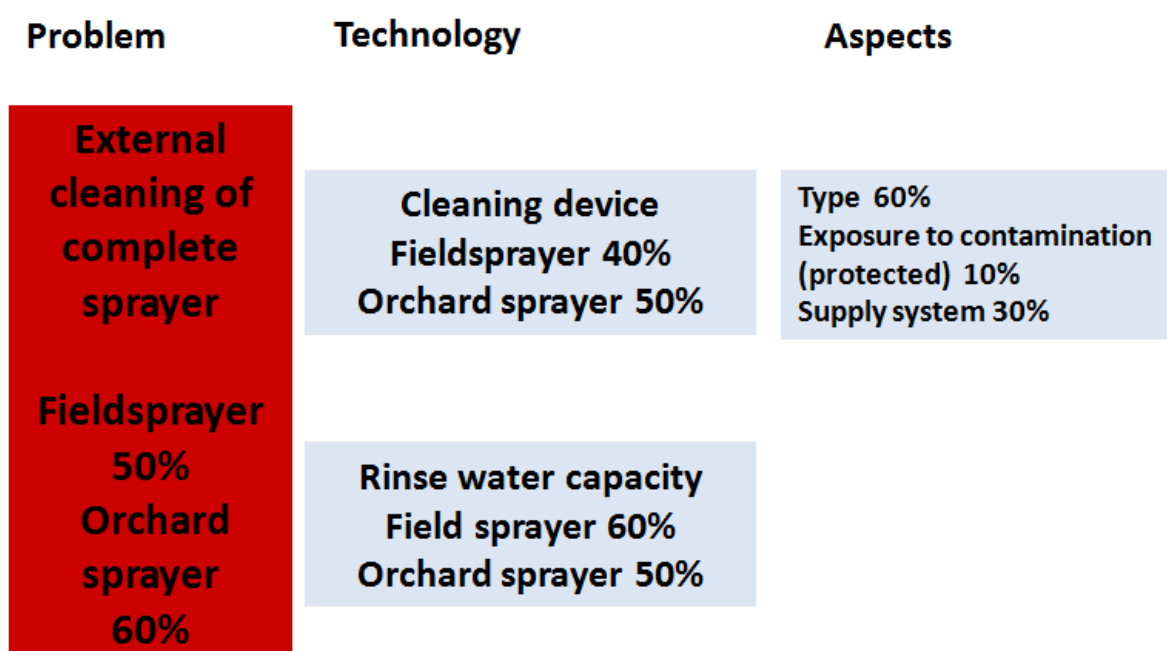 Problem
Technology
Aspects
External
cleaning of
complete
sprayer
Fieldsprayer
50%
Orchard
sprayer
60%
Cleaning device
Fieldsprayer 40%
Orchard sprayer 50%
Rinse water capacity
Field sprayer 60%
Orchard sprayer 50%
Type 60%
Exposure to contamination
(protected) 10%
Supply system 30%